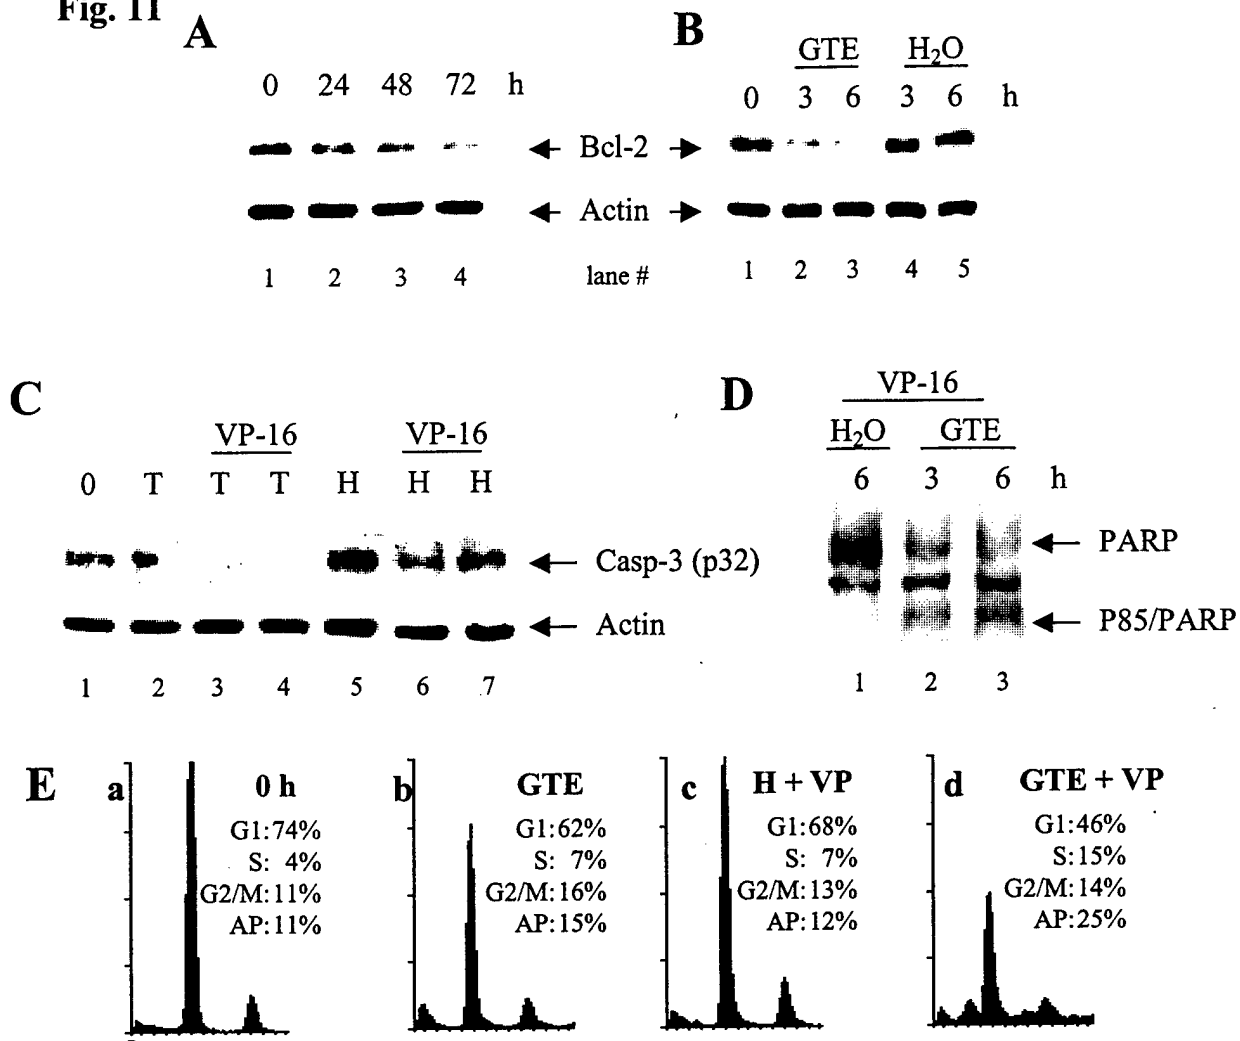 Fig. 11
A
0 24 48 72 h
Bcl-2
Actin
1 2 3 4 lane #
B
GTE H₂O
0 3 6 3 6 h
1 2 3 4 5
C
VP-16 VP-16
0 T T T H H H
Casp-3 (p32)
Actin
1 2 3 4 5 6 7
D
VP-16
H₂O GTE
6 3 6 h
PARP
P85/PARP
1 2 3
E
a 0 h
G1:74%
S: 4%
G2/M:11%
AP:11%
b GTE
G1:62%
S: 7%
G2/M:16%
AP:15%
c H + VP
G1:68%
S: 7%
G2/M:13%
AP:12%
d GTE + VP
G1:46%
S:15%
G2/M:14%
AP:25%